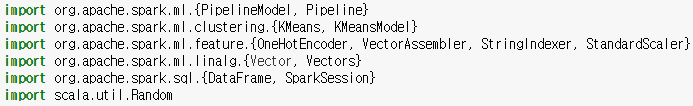 import org.apache.spark.ml.{PipelineModel, Pipeline}
import org.apache.spark.ml.clustering.{KMeans, KMeansModel}
import org.apache.spark.ml.feature.{OneHotEncoder, VectorAssembler, StringIndexer, StandardScaler}
import org.apache.spark.ml.linalg.{Vector, Vectors}
import org.apache.spark.sql.{DataFrame, SparkSession}
import scala.util.Random